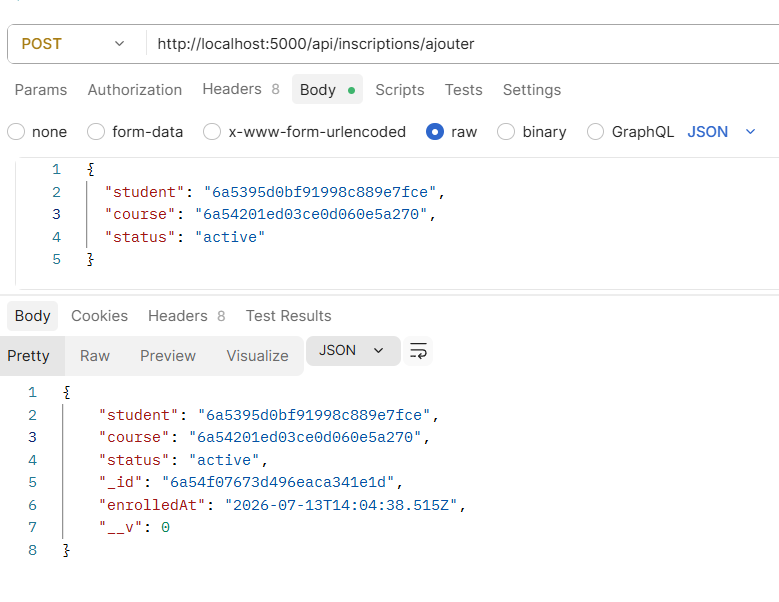 POST http://localhost:5000/api/inscriptions/ajouter
Params Authorization Headers 8 Body Scripts Tests Settings
none form-data x-www-form-urlencoded raw binary GraphQL JSON
1 {
2 "student": "6a5395d0bf91998c889e7fce",
3 "course": "6a54201ed03ce0d060e5a270",
4 "status": "active"
5 }
Body Cookies Headers 8 Test Results
Pretty Raw Preview Visualize JSON
1 {
2 "student": "6a5395d0bf91998c889e7fce",
3 "course": "6a54201ed03ce0d060e5a270",
4 "status": "active",
5 "_id": "6a54f07673d496eaca341e1d",
6 "enrolledAt": "2026-07-13T14:04:38.515Z",
7 "__v": 0
8 }